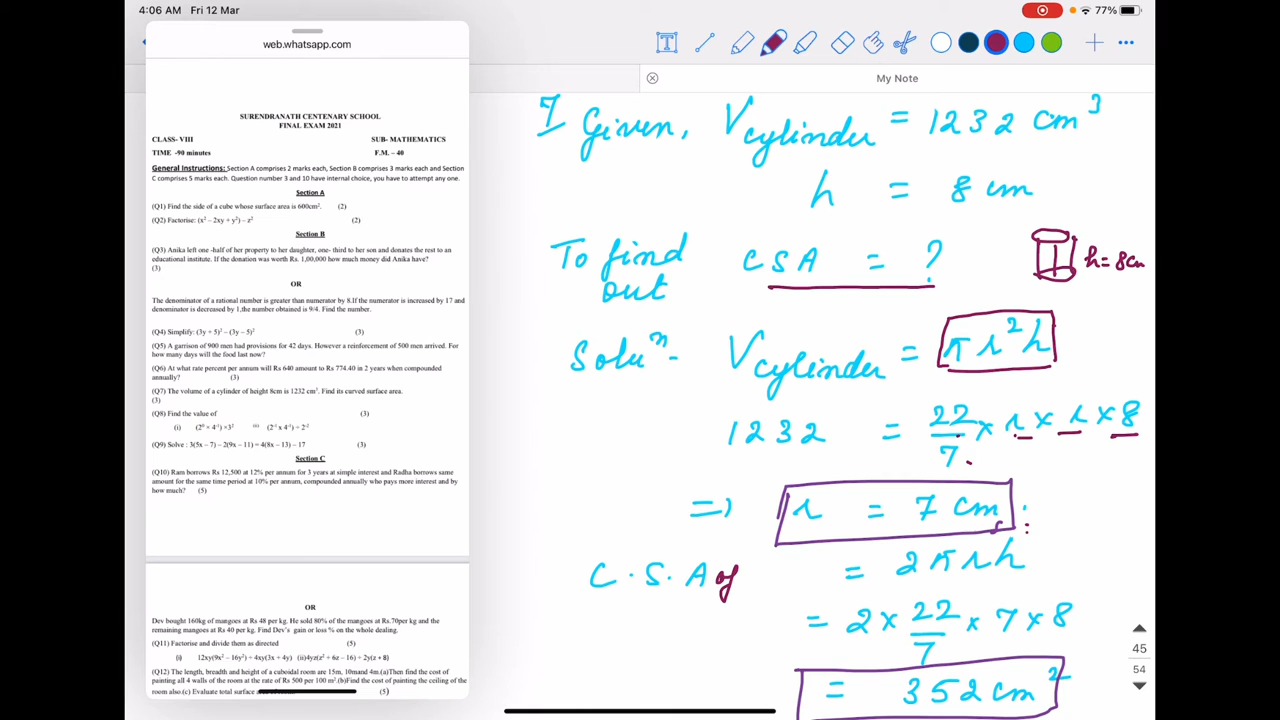 4:06 AM Fri 12 Mar
77%
web.whatsapp.com
My Note
SURENDRANATH CENTENARY SCHOOL
FINAL EXAM 2021
CLASS- VIII SUB- MATHEMATICS
TIME -90 minutes F.M. – 40
General Instructions: Section A comprises 2 marks each, Section B comprises 3 marks each and Section
C comprises 5 marks each. Question number 3 and 10 have internal choice, you have to attempt any one.
Section A
(Q1) Find the side of a cube whose surface area is 600cm². (2)
(Q2) Factorise: (x² – 2xy + y²) – z² (2)
Section B
(Q3) Anika left one -half of her property to her daughter, one- third to her son and donates the rest to an
educational institute. If the donation was worth Rs. 1,00,000 how much money did Anika have?
(3)
OR
The denominator of a rational number is greater than numerator by 8.If the numerator is increased by 17 and
denominator is decreased by 1,the number obtained is 9/4. Find the number.
(Q4) Simplify: (3y + 5)² – (3y – 5)² (3)
(Q5) A garrison of 900 men had provisions for 42 days. However a reinforcement of 500 men arrived. For
how many days will the food last now?
(Q6) At what rate percent per annum will Rs 640 amount to Rs 774.40 in 2 years when compounded
annually? (3)
(Q7) The volume of a cylinder of height 8cm is 1232 cm³. Find its curved surface area.
(3)
(Q8) Find the value of (3)
(i) (2⁰ + 4⁻¹) ×3² ii) (2⁻¹ x 4⁻¹) ÷ 2⁻²
(Q9) Solve : 3(5x – 7) – 2(9x – 11) = 4(8x – 13) – 17 (3)
Section C
(Q10) Ram borrows Rs 12,500 at 12% per annum for 3 years at simple interest and Radha borrows same
amount for the same time period at 10% per annum, compounded annually who pays more interest and by
how much? (5)
OR
Dev bought 160kg of mangoes at Rs 48 per kg. He sold 80% of the mangoes at Rs.70per kg and the
remaining mangoes at Rs 40 per kg. Find Dev's gain or loss % on the whole dealing.
(Q11) Factorise and divide them as directed (5)
(i) 12xy(9x² – 16y²) ÷ 4xy(3x + 4y) (ii)4yz(z² + 6z – 16) ÷ 2y(z + 8)
(Q12) The length, breadth and height of a cuboidal room are 15m, 10mand 4m.(a)Then find the cost of
painting all 4 walls of the room at the rate of Rs 500 per 100 m².(b)Find the cost of painting the ceiling of the
room also.(c) Evaluate total surface (5)
7 Given, Vcylinder = 1232 cm³
h = 8 cm
To find out CSA = ?
h = 8cm
Soluⁿ- Vcylinder = πr²h
1232 = 22/7 × r × r × 8
=> r = 7 cm
C.S.A of = 2πrh
= 2 × 22/7 × 7 × 8
= 352 cm²
45
54